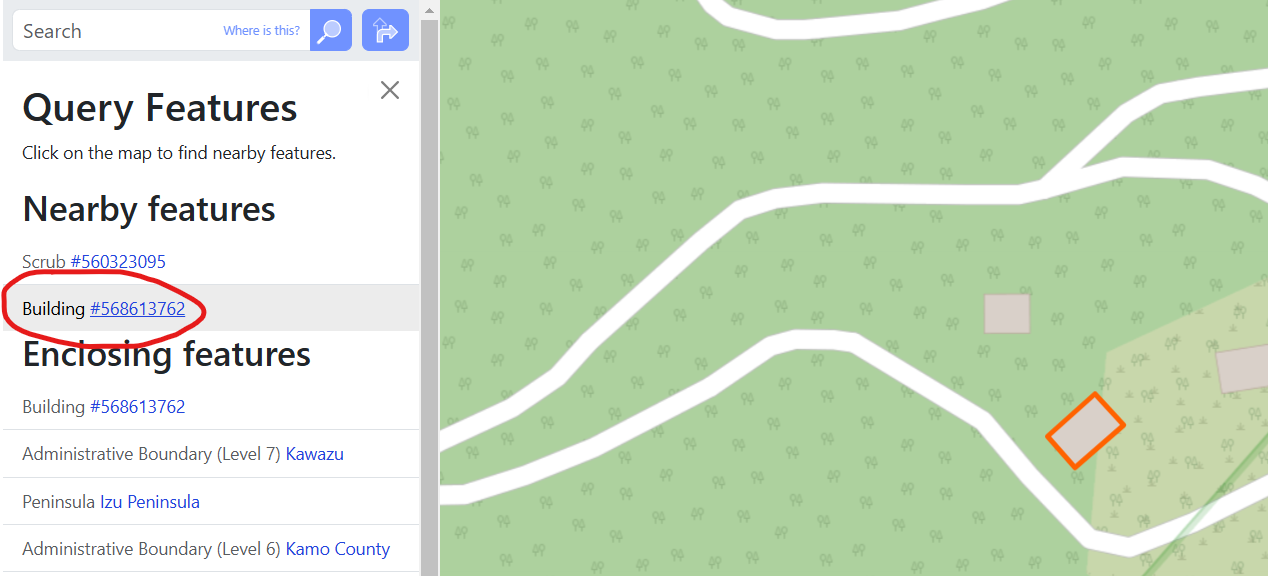 Search Where is this?
Query Features
Click on the map to find nearby features.
Nearby features
Scrub #560323095
Building #568613762
Enclosing features
Building #568613762
Administrative Boundary (Level 7) Kawazu
Peninsula Izu Peninsula
Administrative Boundary (Level 6) Kamo County